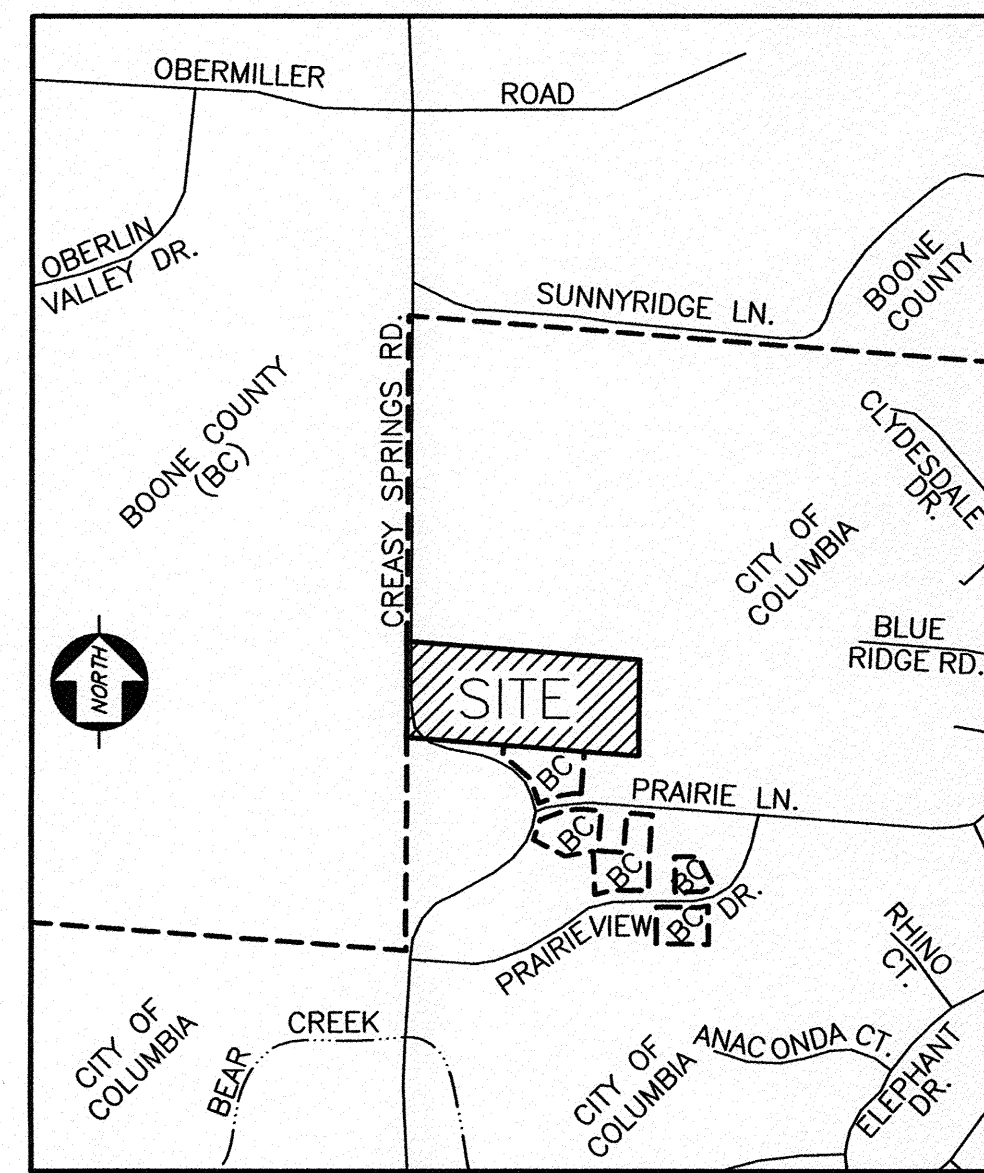 OBERMILLER ROAD
OBERLIN
VALLEY DR.
BOONE
COUNTY
SUNNYRIDGE LN.
CREASY SPRINGS RD.
BOONE COUNTY
(BC)
CLYDESDALE
DR.
CITY OF
COLUMBIA
BLUE
RIDGE RD.
NORTH
SITE
BC
PRAIRIE LN.
BC
BC
BC
BC
PRAIRIEVIEW DR.
RHINO
CT.
CITY OF
COLUMBIA
BEAR CREEK
CITY OF
COLUMBIA
ANACONDA CT.
ELEPHANT
DR.